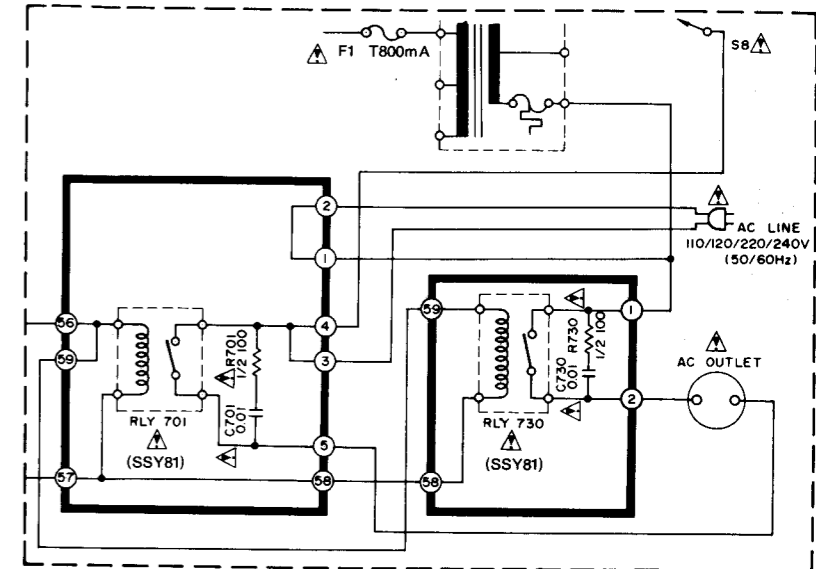 F1 T800mA
S8
AC LINE
110/120/220/240V
(50/60Hz)
2
1
4
3
5
58
56
59
57
RLY 701
(SSY81)
R701
1/2 100
C701
0.01
59
58
RLY 730
(SSY81)
R730
1/2 100
C730
0.01
1
2
AC OUTLET